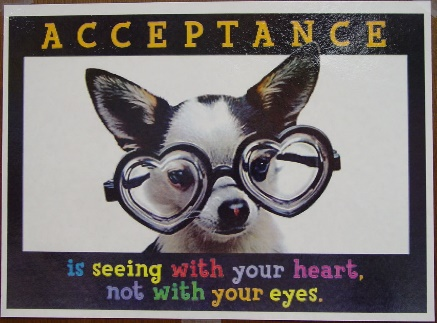 ACCEPTANCE
is seeing with your heart,
not with your eyes.